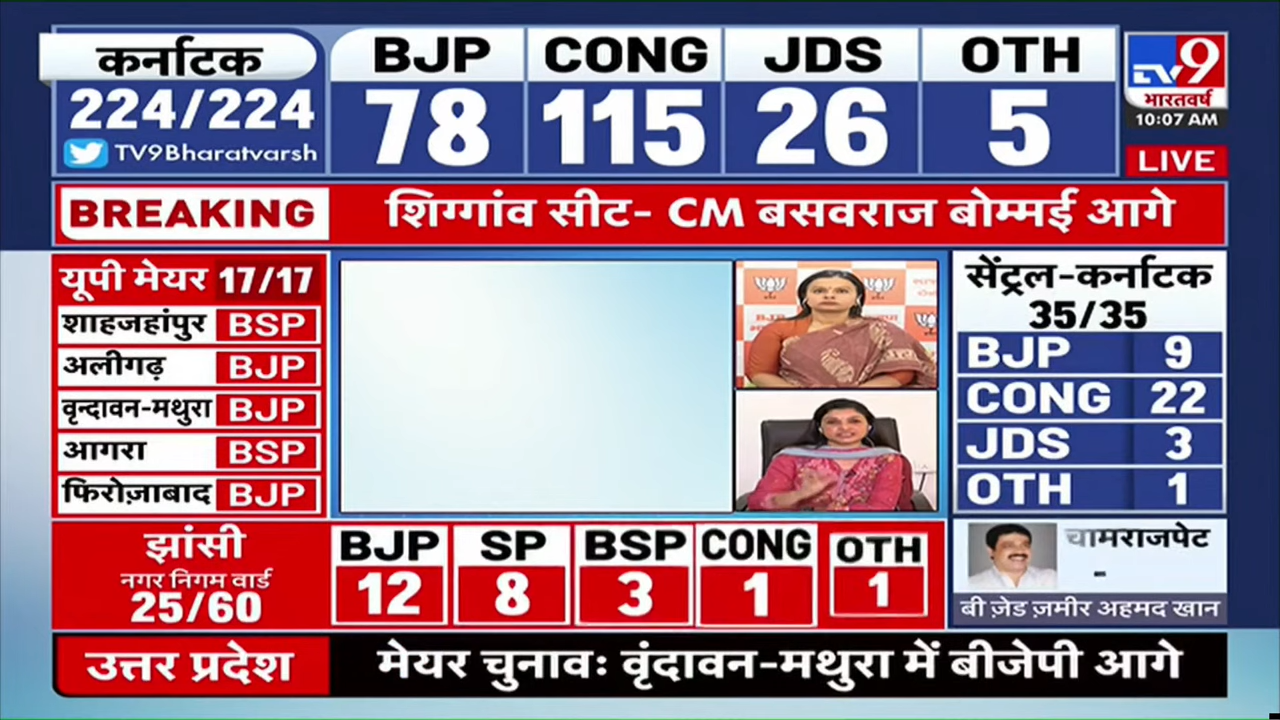 कर्नाटक
224/224
TV9Bharatvarsh
BJP CONG JDS OTH
78 115 26 5
TV9
भारतवर्ष
10:07 AM
LIVE
BREAKING
शिग्गांव सीट- CM बसवराज बोम्मई आगे
यूपी मेयर 17/17
शाहजहांपुर BSP
अलीगढ़ BJP
वृन्दावन-मथुरा BJP
आगरा BSP
फिरोज़ाबाद BJP
BJP
सेंट्रल-कर्नाटक
35/35
BJP 9
CONG 22
JDS 3
OTH 1
झांसी
नगर निगम वार्ड
25/60
BJP SP BSP CONG OTH
12 8 3 1 1
चामराजपेट
-
बी ज़ेड ज़मीर अहमद खान
उत्तर प्रदेश
मेयर चुनावः वृंदावन-मथुरा में बीजेपी आगे